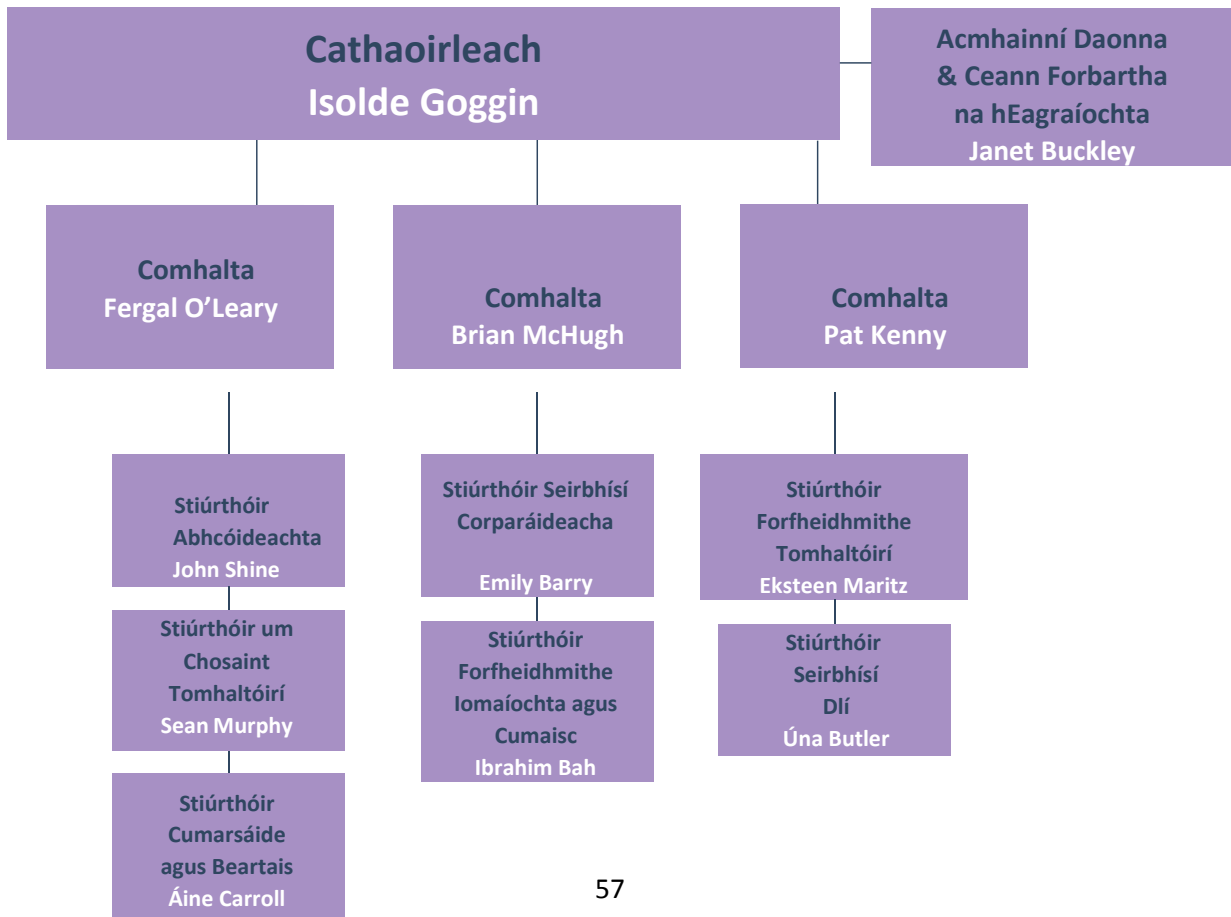 Cathaoirleach
Isolde Goggin
Acmhainní Daonna
& Ceann Forbartha
na hEagraíochta
Janet Buckley
Comhalta
Fergal O’Leary
Comhalta
Brian McHugh
Comhalta
Pat Kenny
Stiúrthóir
Abhcóideachta
John Shine
Stiúrthóir um
Chosaint
Tomhaltóirí
Sean Murphy
Stiúrthóir
Cumarsáide
agus Beartais
Áine Carroll
Stiúrthóir Seirbhísí
Corparáideacha
Emily Barry
Stiúrthóir
Forfheidhmithe
Iomaíochta agus
Cumaisc
Ibrahim Bah
Stiúrthóir
Forfheidhmithe
Tomhaltóirí
Eksteen Maritz
Stiúrthóir
Seirbhísí
Dlí
Úna Butler
57